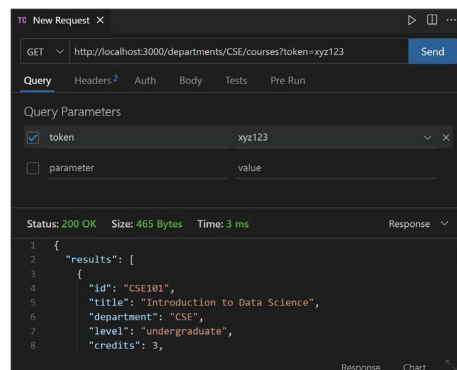 TC New Request ×
GET http://localhost:3000/departments/CSE/courses?token=xyz123 Send
Query Headers 2 Auth Body Tests Pre Run
Query Parameters
token xyz123
parameter value
Status: 200 OK Size: 465 Bytes Time: 3 ms Response
1 {
2 "results": [
3 {
4 "id": "CSE101",
5 "title": "Introduction to Data Science",
6 "department": "CSE",
7 "level": "undergraduate",
8 "credits": 3,
Response Chart